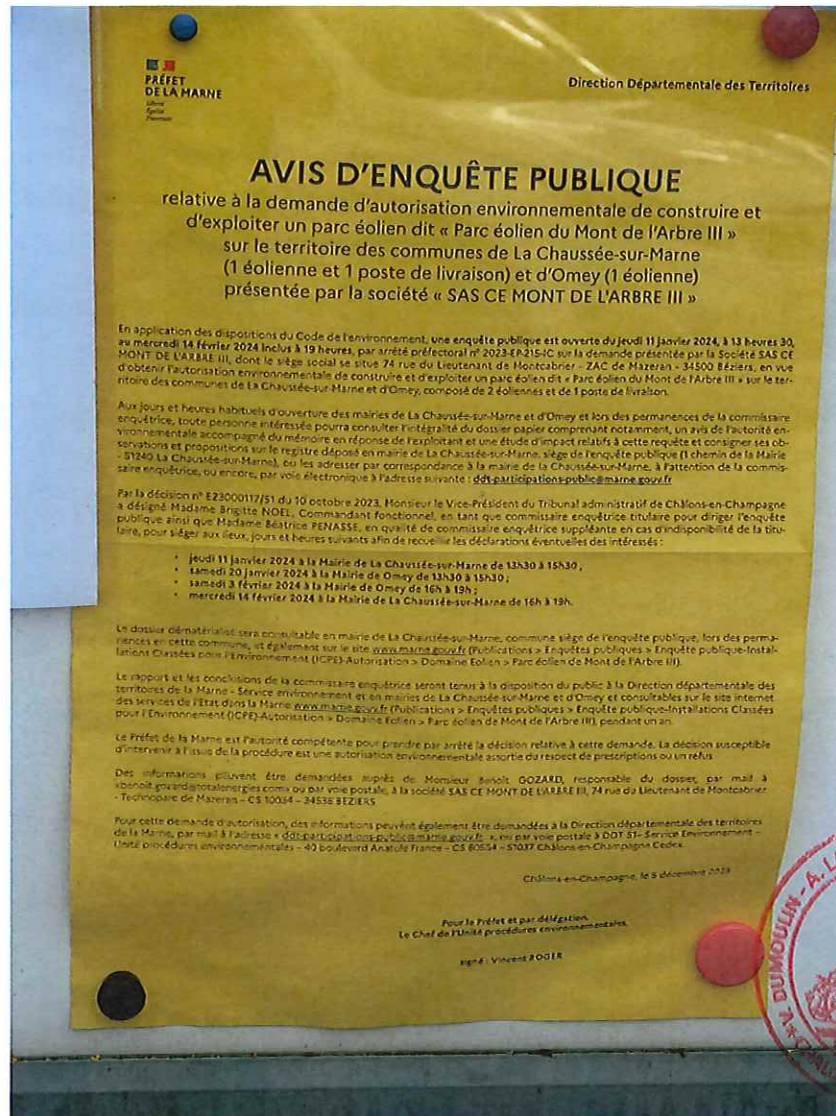 PRÉFET
DE LA MARNE
Liberté
Égalité
Fraternité
Direction Départementale des Territoires
AVIS D'ENQUÊTE PUBLIQUE
relative à la demande d'autorisation environnementale de construire et
d'exploiter un parc éolien dit « Parc éolien du Mont de l'Arbre III »
sur le territoire des communes de La Chaussée-sur-Marne
(1 éolienne et 1 poste de livraison) et d'Omey (1 éolienne)
présentée par la société « SAS CE MONT DE L'ARBRE III »
En application des dispositions du Code de l'environnement, une enquête publique est ouverte du jeudi 11 janvier 2024, à 13 heures 30,
au mercredi 14 février 2024 inclus à 19 heures, par arrêté préfectoral n° 2023-EP-215-IC sur la demande présentée par la Société SAS CE
MONT DE L'ARBRE III, dont le siège social se situe 74 rue du Lieutenant de Montcabrier - ZAC de Mazeran - 34500 Béziers, en vue
d'obtenir l'autorisation environnementale de construire et d'exploiter un parc éolien dit « Parc éolien du Mont de l'Arbre III » sur le ter-
ritoire des communes de La Chaussée-sur-Marne et d'Omey, composé de 2 éoliennes et de 1 poste de livraison.
Aux jours et heures habituels d'ouverture des mairies de La Chaussée-sur-Marne et d'Omey et lors des permanences de la commissaire
enquêtrice, toute personne intéressée pourra consulter l'intégralité du dossier papier comprenant notamment, un avis de l'autorité en-
vironnementale accompagné du mémoire en réponse de l'exploitant et une étude d'impact relatifs à cette requête et consigner ses ob-
servations et propositions sur le registre déposé en mairie de La Chaussée-sur-Marne, siège de l'enquête publique (1 chemin de la Mairie
- 51240 La Chaussée-sur-Marne), ou les adresser par correspondance à la mairie de la Chaussée-sur-Marne, à l'attention de la commis-
saire enquêtrice, ou encore, par voie électronique à l'adresse suivante : ddt-participations-public@marne.gouv.fr
Par la décision n° E23000117/51 du 10 octobre 2023, Monsieur le Vice-Président du Tribunal administratif de Châlons-en-Champagne
a désigné Madame Brigitte NOEL, Commandant fonctionnel, en tant que commissaire enquêtrice titulaire pour diriger l'enquête
publique ainsi que Madame Béatrice PENASSE, en qualité de commissaire enquêtrice suppléante en cas d'indisponibilité de la titu-
laire, pour siéger aux lieux, jours et heures suivants afin de recueillir les déclarations éventuelles des intéressés :
• jeudi 11 janvier 2024 à la Mairie de La Chaussée-sur-Marne de 13h30 à 15h30 ;
• samedi 20 janvier 2024 à la Mairie de Omey de 13h30 à 15h30 ;
• samedi 3 février 2024 à la Mairie de Omey de 16h à 19h ;
• mercredi 14 février 2024 à la Mairie de La Chaussée-sur-Marne de 16h à 19h.
Le dossier dématérialisé sera consultable en mairie de La Chaussée-sur-Marne, commune siège de l'enquête publique, lors des perma-
nences en cette commune, et également sur le site www.marne.gouv.fr (Publications > Enquêtes publiques > Enquête publique-Instal-
lations Classées pour l'Environnement (ICPE)-Autorisation > Domaine Eolien > Parc éolien de Mont de l'Arbre III).
Le rapport et les conclusions de la commissaire enquêtrice seront tenus à la disposition du public à la Direction départementale des
territoires de la Marne - Service environnement et en mairies de La Chaussée-sur-Marne et d'Omey et consultables sur le site internet
des services de l'Etat dans la Marne www.marne.gouv.fr (Publications > Enquêtes publiques > Enquête publique-Installations Classées
pour l'Environnement (ICPE)-Autorisation > Domaine Eolien > Parc éolien de Mont de l'Arbre III), pendant un an.
Le Préfet de la Marne est l'autorité compétente pour prendre par arrêté la décision relative à cette demande. La décision susceptible
d'intervenir à l'issue de la procédure est une autorisation environnementale assortie du respect de prescriptions ou un refus
Des informations peuvent être demandées auprès de Monsieur Benoit GOZARD, responsable du dossier, par mail à
«benoit.gozard@totalenergies.com» ou par voie postale, à la société SAS CE MONT DE L'ARBRE III, 74 rue du Lieutenant de Montcabrier
- Technoparc de Mazeran - CS 10034 - 34536 BEZIERS
Pour cette demande d'autorisation, des informations peuvent également être demandées à la Direction départementale des territoires
de la Marne, par mail à l'adresse « ddt-participations-public@marne.gouv.fr », ou par voie postale à DDT 51- Service Environnement -
Unité procédures environnementales - 40 boulevard Anatole France - CS 60554 - 51037 Châlons-en-Champagne Cedex.
Châlons-en-Champagne, le 5 décembre 2023
Pour le Préfet et par délégation,
Le Chef de l'Unité procédures environnementales,
signé : Vincent ROGER
V. DUMOULIN - A. L